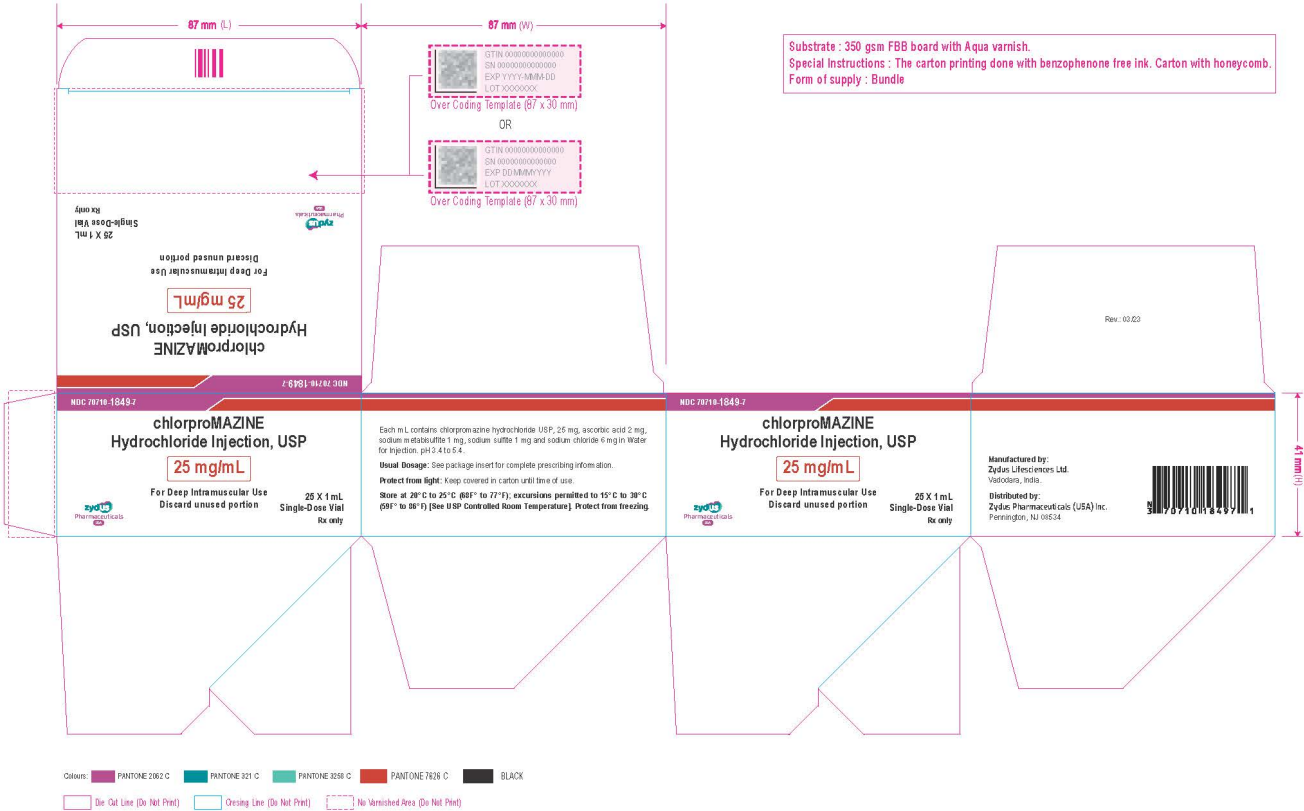 87 mm (L)
87 mm (W)
Substrate : 350 gsm FBB board with Aqua varnish.
Special Instructions : The carton printing done with benzophenone free ink. Carton with honeycomb.
Form of supply : Bundle
GTIN 00000000000000
SN 00000000000000
EXP YYYY-MMM-DD
LOT XXXXXXX
Over Coding Template (87 x 30 mm)
OR
GTIN 00000000000000
SN 00000000000000
EXP DDMMMYYYY
LOT XXXXXXX
Over Coding Template (87 x 30 mm)
NDC 70710-1849-7
chlorproMAZINE
Hydrochloride Injection, USP
25 mg/mL
For Deep Intramuscular Use
Discard unused portion
zydus
Pharmaceuticals
25 X 1 mL
Single-Dose Vial
Rx only
Rev.: 03/23
NDC 70710-1849-7
chlorproMAZINE
Hydrochloride Injection, USP
25 mg/mL
For Deep Intramuscular Use
Discard unused portion
zydus
Pharmaceuticals
25 X 1 mL
Single-Dose Vial
Rx only
Each mL contains chlorpromazine hydrochloride USP, 25 mg, ascorbic acid 2 mg,
sodium metabisulfite 1 mg, sodium sulfite 1 mg and sodium chloride 6 mg in Water
for Injection. pH 3.4 to 5.4.
Usual Dosage: See package insert for complete prescribing information.
Protect from light: Keep covered in carton until time of use.
Store at 20°C to 25°C (68F° to 77°F); excursions permitted to 15°C to 30°C
(59F° to 86°F) [See USP Controlled Room Temperature]. Protect from freezing.
NDC 70710-1849-7
chlorproMAZINE
Hydrochloride Injection, USP
25 mg/mL
For Deep Intramuscular Use
Discard unused portion
zydus
Pharmaceuticals
25 X 1 mL
Single-Dose Vial
Rx only
Manufactured by:
Zydus Lifesciences Ltd.
Vadodara, India.
Distributed by:
Zydus Pharmaceuticals (USA) Inc.
Pennington, NJ 08534
N
3 70710 18497 1
41 mm (H)
Colours: PANTONE 2062 C PANTONE 321 C PANTONE 3258 C PANTONE 7626 C BLACK
Die Cut Line (Do Not Print) Cresing Line (Do Not Print) No Varnished Area (Do Not Print)